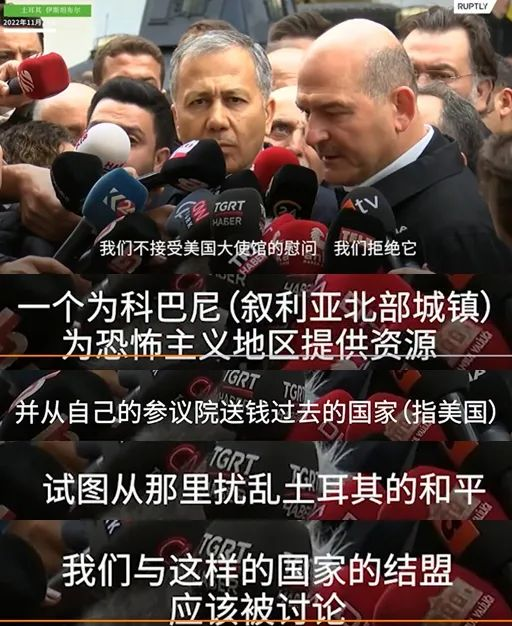 土耳其 伊斯坦布尔
RUPTLY
2022年11月
K24
TGRT
HABER
atv
我们不接受美国大使馆的慰问 我们拒绝它
一个为科巴尼(叙利亚北部城镇)
为恐怖主义地区提供资源
TGRT
并从自己的参议院送钱过去的国家(指美国)
TGRT
试图从那里扰乱土耳其的和平
TGRT
我们与这样的国家的结盟
应该被讨论